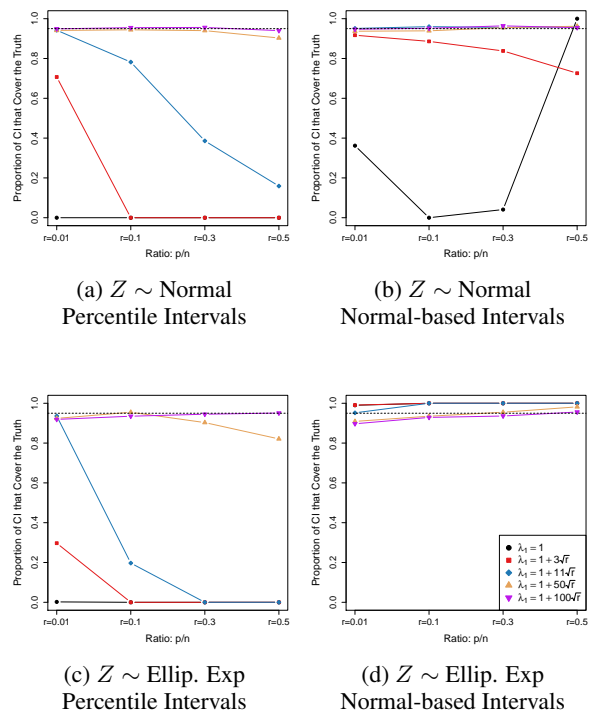 Proportion of CI that Cover the Truth
1.0
0.8
0.6
0.4
0.2
0.0
r=0.01 r=0.1 r=0.3 r=0.5
Ratio: p/n
(a) Z ∼ Normal
Percentile Intervals
Proportion of CI that Cover the Truth
1.0
0.8
0.6
0.4
0.2
0.0
r=0.01 r=0.1 r=0.3 r=0.5
Ratio: p/n
(b) Z ∼ Normal
Normal-based Intervals
Proportion of CI that Cover the Truth
1.0
0.8
0.6
0.4
0.2
0.0
r=0.01 r=0.1 r=0.3 r=0.5
Ratio: p/n
(c) Z ∼ Ellip. Exp
Percentile Intervals
Proportion of CI that Cover the Truth
1.0
0.8
0.6
0.4
0.2
0.0
λ₁ = 1
λ₁ = 1 + 3√r
λ₁ = 1 + 11√r
λ₁ = 1 + 50√r
λ₁ = 1 + 100√r
r=0.01 r=0.1 r=0.3 r=0.5
Ratio: p/n
(d) Z ∼ Ellip. Exp
Normal-based Intervals